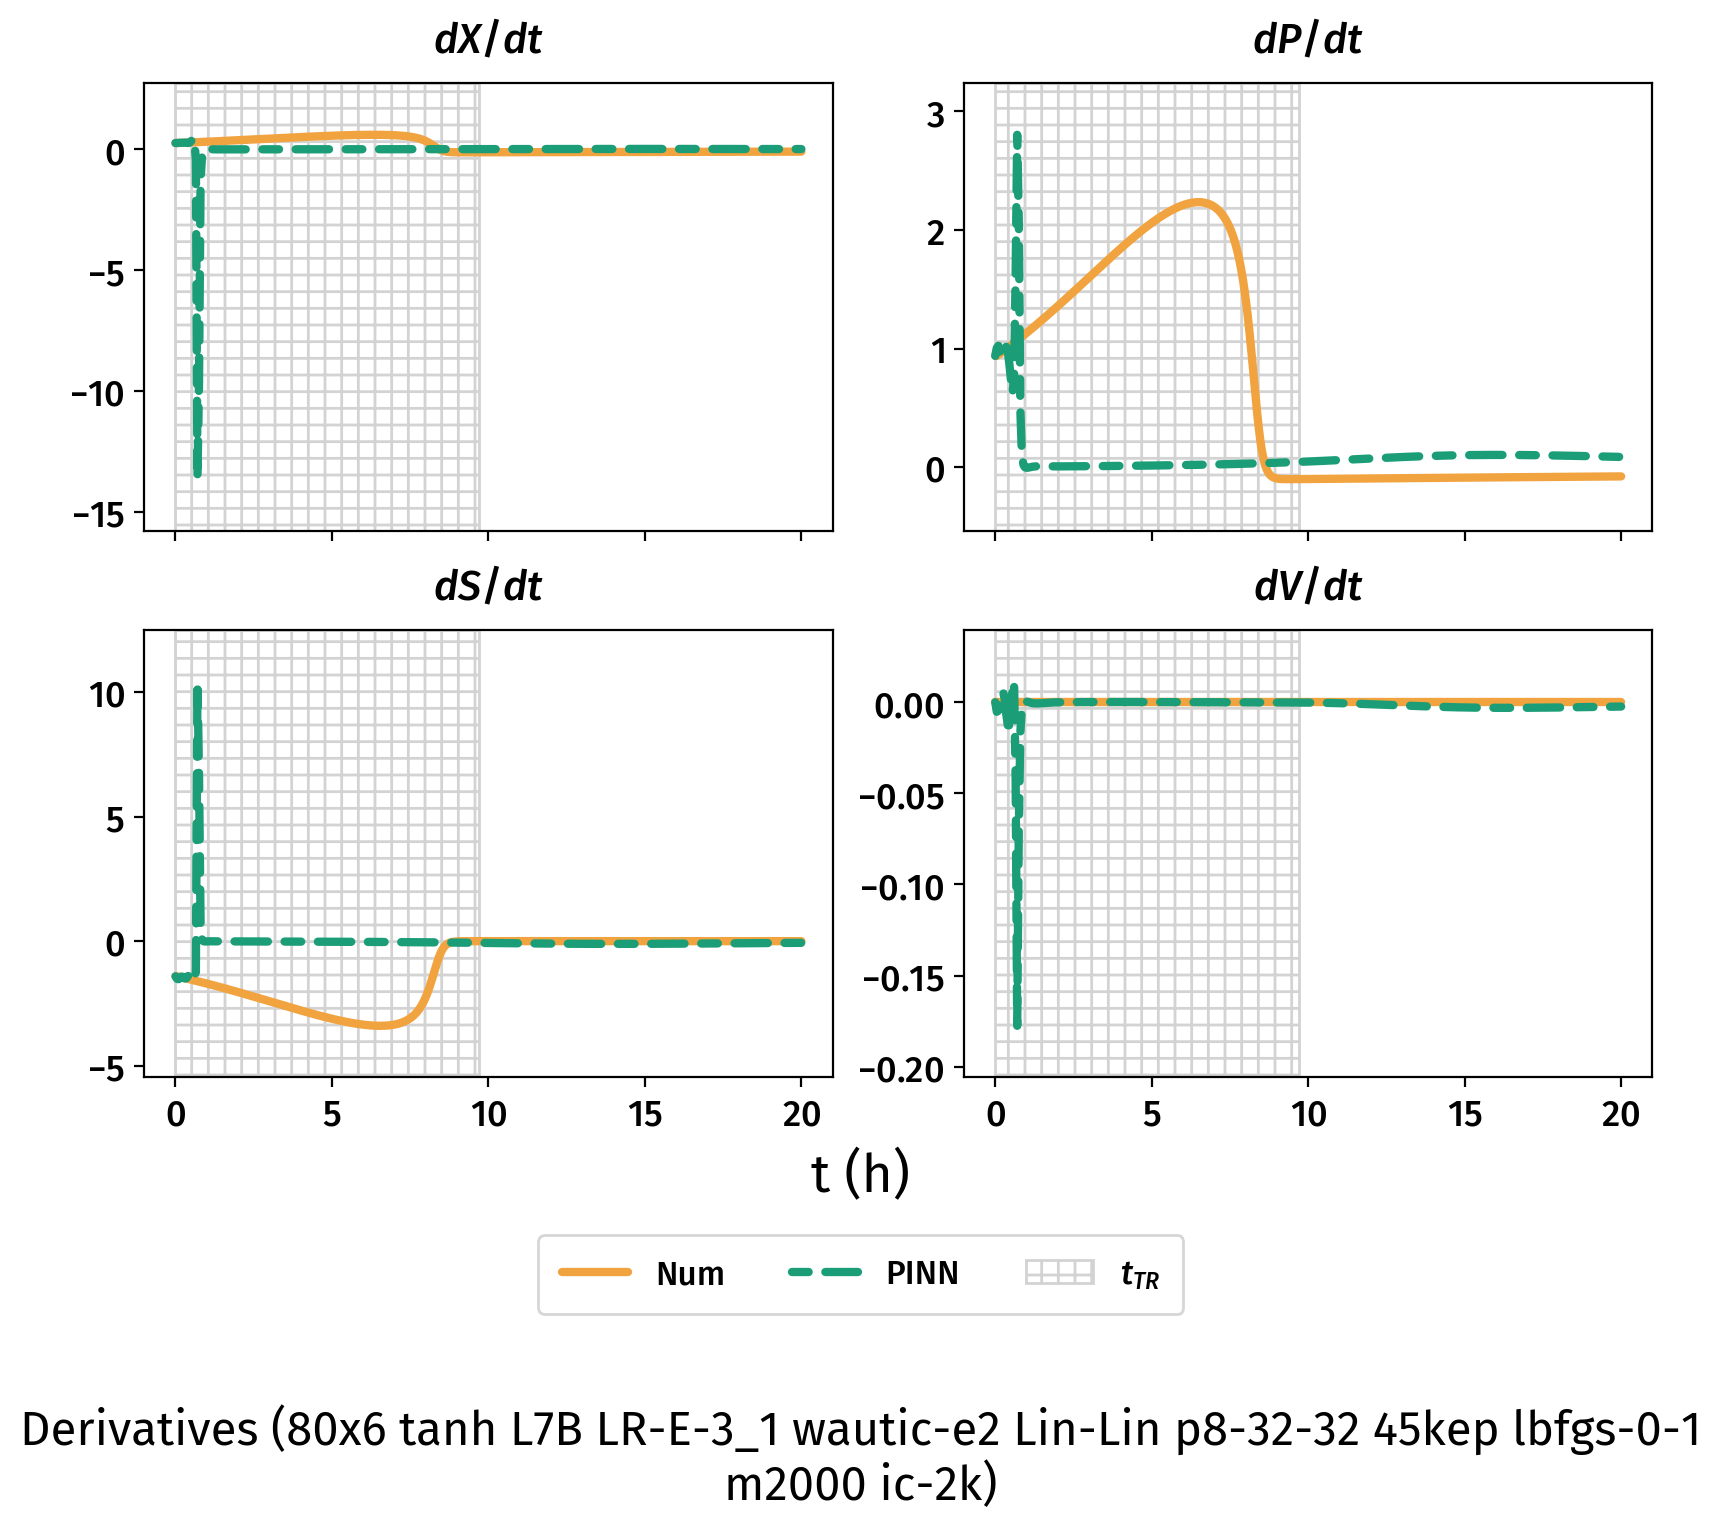 dX/dt
dP/dt
0
−5
−10
−15
3
2
1
0
dS/dt
dV/dt
10
5
0
−5
0.00
−0.05
−0.10
−0.15
−0.20
0 5 10 15 20
0 5 10 15 20
t (h)
Num PINN tTR
Derivatives (80x6 tanh L7B LR-E-3_1 wautic-e2 Lin-Lin p8-32-32 45kep lbfgs-0-1
m2000 ic-2k)